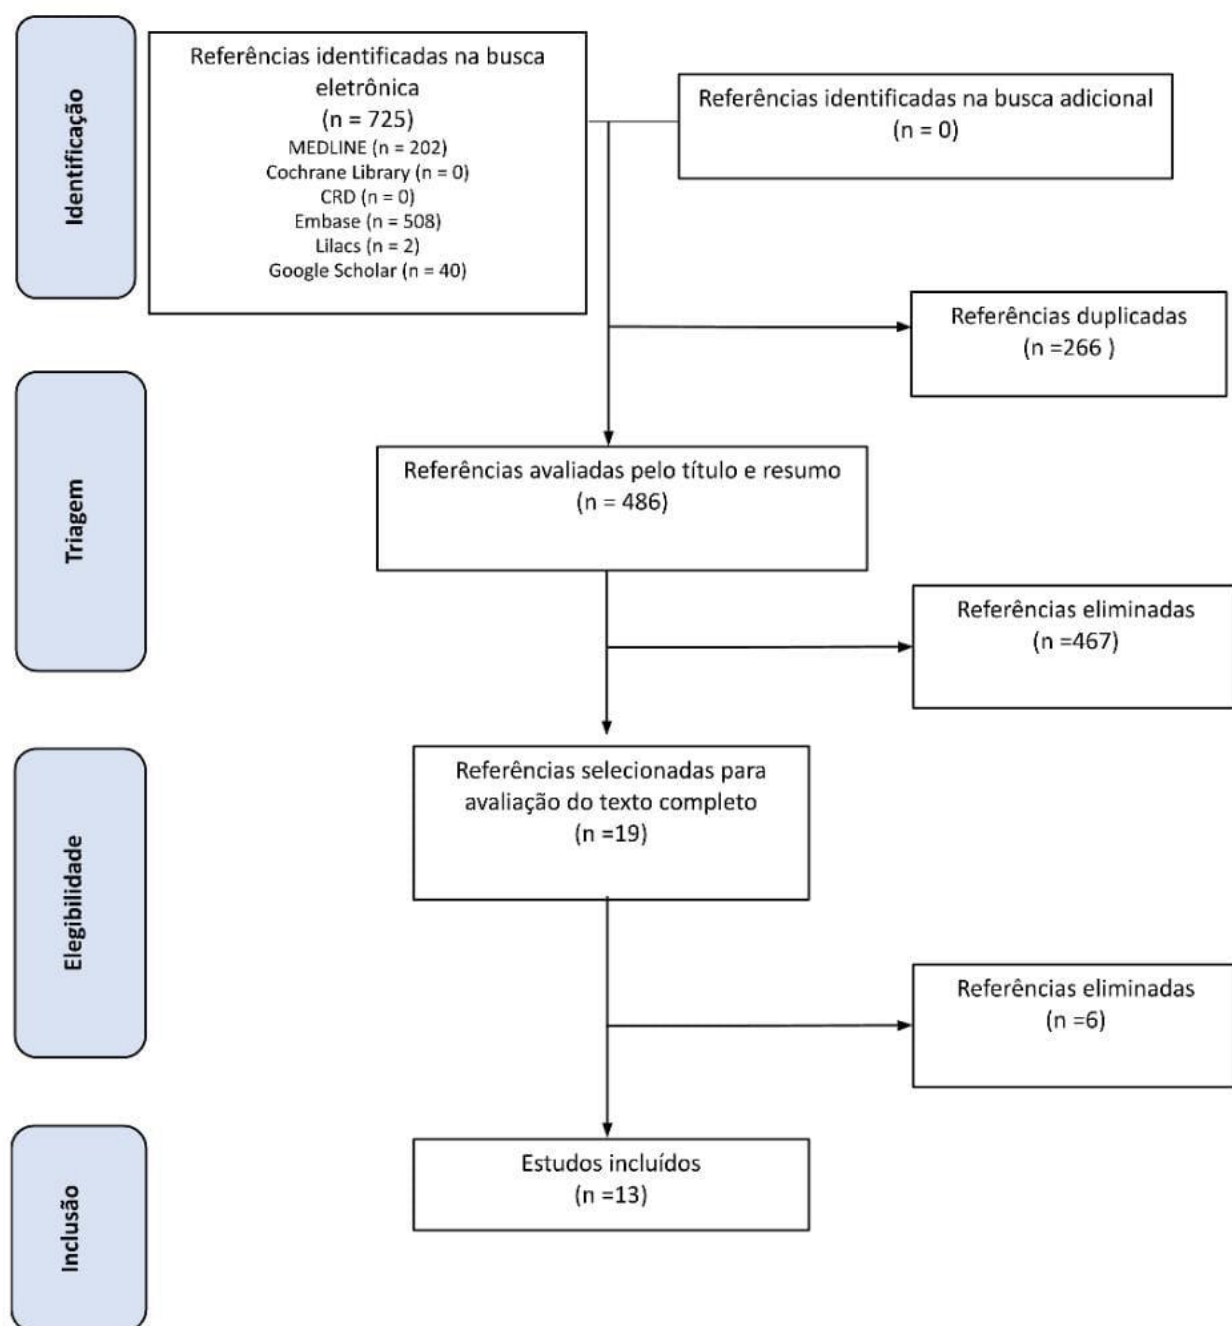 Identificação
Referências identificadas na busca
eletrônica
(n = 725)
MEDLINE (n = 202)
Cochrane Library (n = 0)
CRD (n = 0)
Embase (n = 508)
Lilacs (n = 2)
Google Scholar (n = 40)
Referências identificadas na busca adicional
(n = 0)
Referências duplicadas
(n =266 )
Triagem
Referências avaliadas pelo título e resumo
(n = 486)
Referências eliminadas
(n =467)
Elegibilidade
Referências selecionadas para
avaliação do texto completo
(n =19)
Referências eliminadas
(n =6)
Inclusão
Estudos incluídos
(n =13)